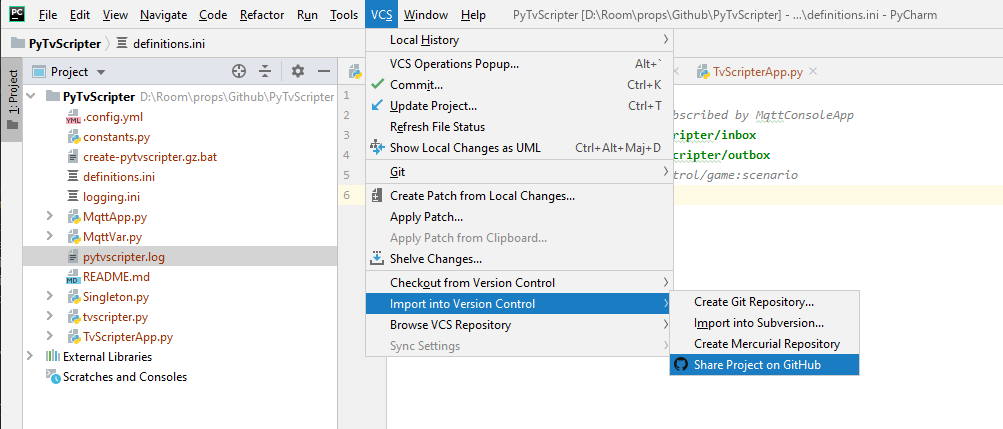 PC File Edit View Navigate Code Refactor Run Tools VCS Window Help PyTvScripter [D:\Room\props\Github\PyTvScripter] - ...\definitions.ini - PyCharm
PyTvScripter definitions.ini
1: Project
Project
PyTvScripter D:\Room\props\Github\PyTvScripter
YML .config.yml
constants.py
create-pytvscripter.gz.bat
definitions.ini
logging.ini
MqttApp.py
MqttVar.py
pytvscripter.log
MD README.md
Singleton.py
tvscripter.py
TvScripterApp.py
External Libraries
Scratches and Consoles
Local History
VCS Operations Popup... Alt+`
Commit... Ctrl+K
Update Project... Ctrl+T
Refresh File Status
Show Local Changes as UML Ctrl+Alt+Maj+D
Git
Create Patch from Local Changes...
Apply Patch...
Apply Patch from Clipboard...
Shelve Changes...
Checkout from Version Control
Import into Version Control
Browse VCS Repository
Sync Settings
Create Git Repository...
Import into Subversion...
Create Mercurial Repository
Share Project on GitHub
TvScripterApp.py
1
2 bscribed by MqttConsoleApp
3 cripter/inbox
4 cripter/outbox
5 trol/game:scenario
6